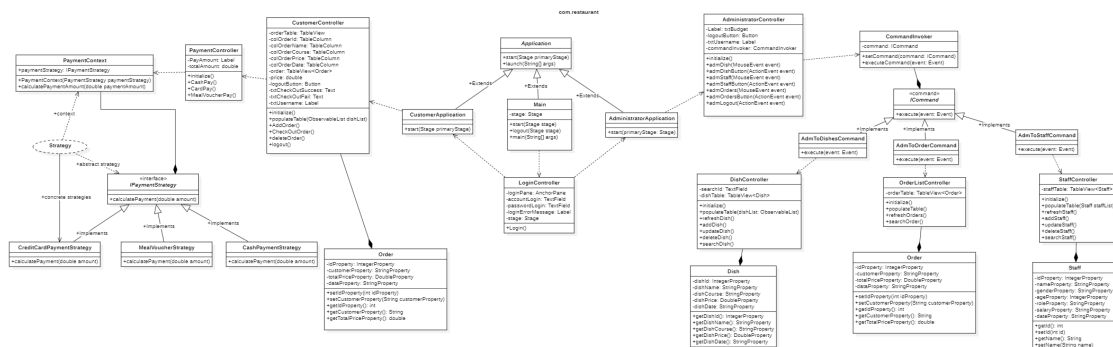 com.restaurant
PaymentContext
-paymentStrategy: IPaymentStrategy
+PaymentContext(PaymentStrategy paymentStrategy)
+calculatePaymentAmount(double paymentAmount)
PaymentController
-PayAmount: Label
-totalAmount: double
+initialize()
+CashPay()
+CardPay()
+MealVoucherPay()
+context
Strategy
+abstract strategy
+concrete strategies
«interface»
IPaymentStrategy
+calculatePayment(double amount)
+Implements
+Implements
+Implements
CreditCardPaymentStrategy
+calculatePayment(double amount)
MealVoucherStrategy
+calculatePayment(double amount)
CashPaymentStrategy
+calculatePayment(double amount)
CustomerController
-orderTable: TableView
-colOrderId: TableColumn
-colOrderName: TableColumn
-colOrderCourse: TableColumn
-colOrderPrice: TableColumn
-colOrderDate: TableColumn
-order: TableView<Order>
-price: double
-logoutButton: Button
-txtCheckOutSuccess: Text
-txtCheckOutFail: Text
-txtUsername: Label
+initialize()
+populateTable(ObservableList dishList)
+AddOrder()
+CheckOutOrder()
+deleteOrder()
+logout()
Order
-idProperty: IntegerProperty
-customerProperty: StringProperty
-totalPriceProperty: DoubleProperty
-dataProperty: StringProperty
+setIdProperty(int idProperty)
+setCustomerProperty(String customerProperty)
+getIdProperty(): int
+getCustomerProperty(): String
+getTotalPriceProperty(): double
Application
+start(Stage primaryStage)
+launch(String[] args)
+Extends
+Extends
+Extends
CustomerApplication
+start(Stage primaryStage)
Main
-stage: Stage
+start(Stage stage)
+logout(Stage stage)
+main(String[] args)
AdministratorApplication
+start(primaryStage: Stage)
LoginController
-loginPane: AnchorPane
-accountLogin: TextField
-passwordLogin: TextField
-loginErrorMessage: Label
-stage: Stage
+Login()
AdministratorController
-Label: txtBudget
-logoutButton: Button
-txtUsername: Label
-commandInvoker: CommandInvoker
+initialize()
+admDish(MouseEvent event)
+admDishButton(ActionEvent event)
+admStaff(MouseEvent event)
+admStaffButton(ActionEvent event)
+admOrders(MouseEvent event)
+admOrdersButton(ActionEvent event)
+admLogout(ActionEvent event)
CommandInvoker
-command: ICommand
+setCommand(command: ICommand)
+executeCommand(event: Event)
«command»
ICommand
+execute(event: Event)
+Implements
+Implements
+Implements
AdmToDishesCommand
+execute(event: Event)
AdmToOrderCommand
+execute(event: Event)
AdmToStaffCommand
+execute(event: Event)
DishController
-searchId: TextField
-dishTable: TableView<Dish>
+initialize()
+populateTable(dishList: ObservableList)
+refreshDish()
+addDish()
+updateDish()
+deleteDish()
+searchDish()
OrderListController
-orderTable: TableView<Order>
+initialize()
+populateTable()
+refreshOrders()
+searchOrder()
StaffController
-staffTable: TableView<Staff>
+initialize()
+populateTable(Staff staffList)
+refreshStaff()
+addStaff()
+updateStaff()
+deleteStaff()
+searchStaff()
Dish
-dishId: IntegerProperty
-dishName: StringProperty
-dishCourse: StringProperty
-dishPrice: DoubleProperty
-dishDate: StringProperty
+getDishId(): IntegerProperty
+getDishName(): StringProperty
+getDishCourse(): StringProperty
+getDishPrice(): DoubleProperty
+getDishDate(): StringProperty
Order
-idProperty: IntegerProperty
-customerProperty: StringProperty
-totalPriceProperty: DoubleProperty
-dataProperty: StringProperty
+setIdProperty(int idProperty)
+setCustomerProperty(String customerProperty)
+getIdProperty(): int
+getCustomerProperty(): String
+getTotalPriceProperty(): double
Staff
-idProperty: IntegerProperty
-nameProperty: StringProperty
-genderProperty: StringProperty
-ageProperty: IntegerProperty
-roleProperty: StringProperty
-salaryProperty: StringProperty
-dateProperty: StringProperty
+getId(): int
+setId(int id)
+getName(): String
+setName(String name)